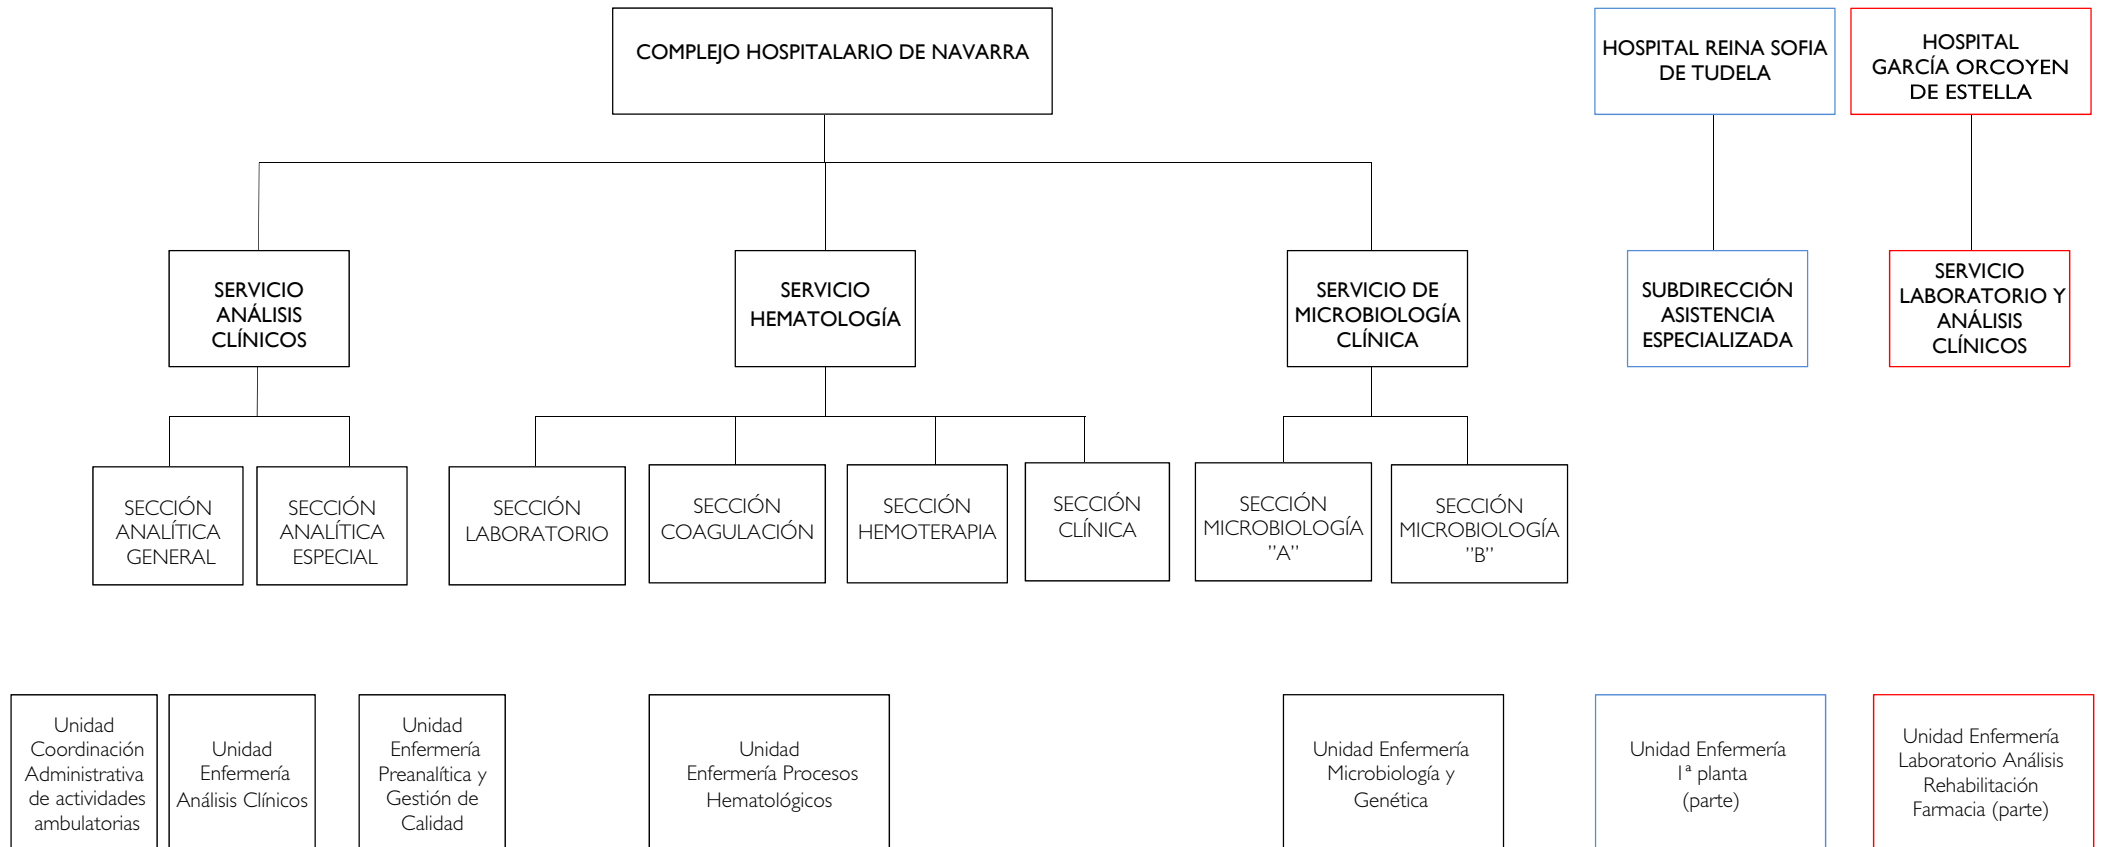 COMPLEJO HOSPITALARIO DE NAVARRA
HOSPITAL REINA SOFIA
DE TUDELA
HOSPITAL
GARCÍA ORCOYEN
DE ESTELLA
SERVICIO
ANÁLISIS
CLÍNICOS
SERVICIO
HEMATOLOGÍA
SERVICIO DE
MICROBIOLOGÍA
CLÍNICA
SUBDIRECCIÓN
ASISTENCIA
ESPECIALIZADA
SERVICIO
LABORATORIO Y
ANÁLISIS
CLÍNICOS
SECCIÓN
ANALÍTICA
GENERAL
SECCIÓN
ANALÍTICA
ESPECIAL
SECCIÓN
LABORATORIO
SECCIÓN
COAGULACIÓN
SECCIÓN
HEMOTERAPIA
SECCIÓN
CLÍNICA
SECCIÓN
MICROBIOLOGÍA
”A”
SECCIÓN
MICROBIOLOGÍA
”B”
Unidad
Coordinación
Administrativa
de actividades
ambulatorias
Unidad
Enfermería
Análisis Clínicos
Unidad
Enfermería
Preanalítica y
Gestión de
Calidad
Unidad
Enfermería Procesos
Hematológicos
Unidad Enfermería
Microbiología y
Genética
Unidad Enfermería
1ª planta
(parte)
Unidad Enfermería
Laboratorio Análisis
Rehabilitación
Farmacia (parte)